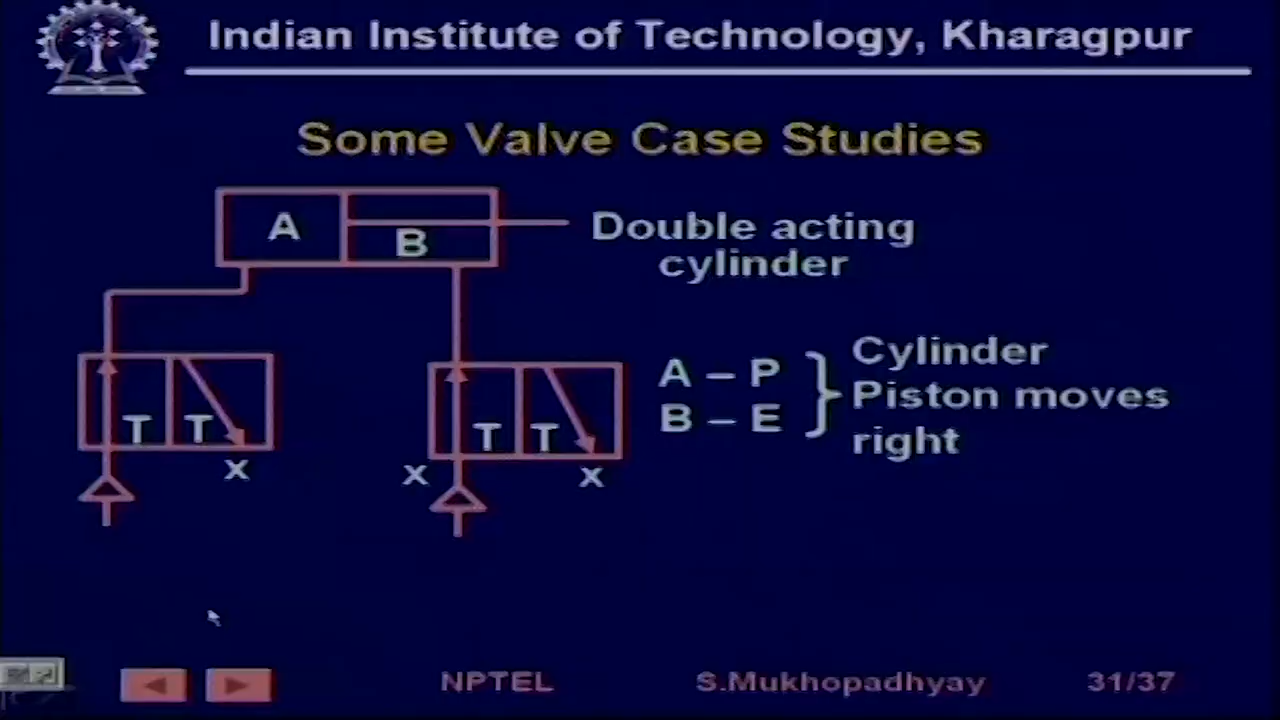 Indian Institute of Technology, Kharagpur
Some Valve Case Studies
A
B
Double acting
cylinder
T T
x
T T
x
x
A – P
B – E
Cylinder
Piston moves
right
NPTEL
S.Mukhopadhyay
31/37